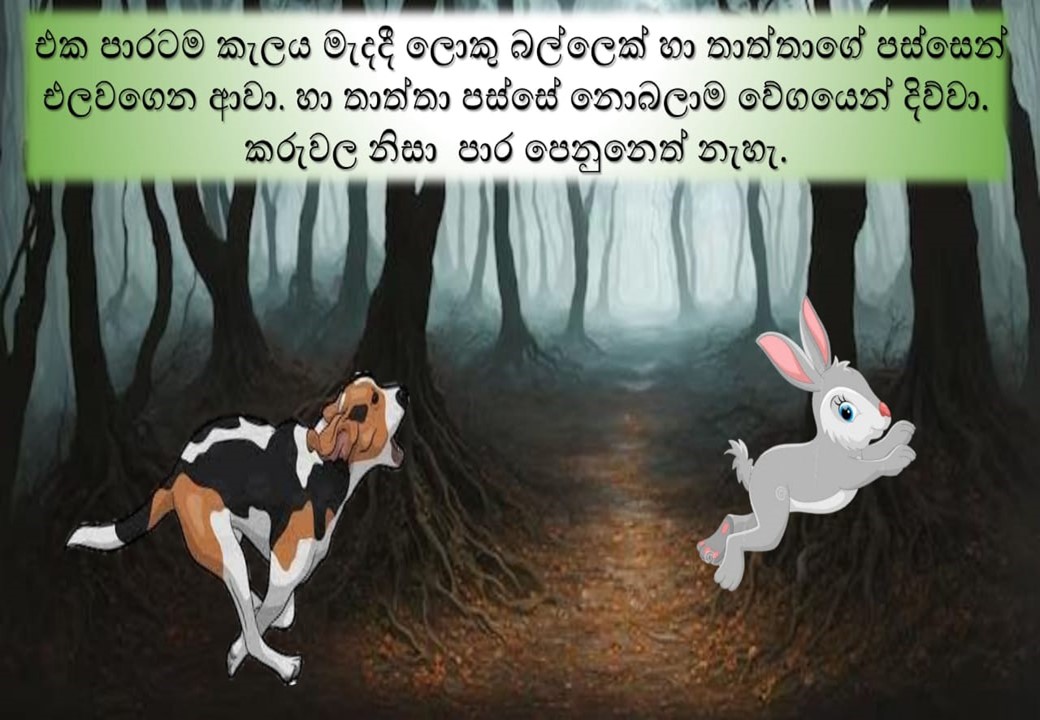 එක පාරටම කැලය මැදදී ලොකු බල්ලෙක් හා තාත්තාගේ පස්සෙන්
එලවගෙන ආවා. හා තාත්තා පස්සේ නොබලාම වේගයෙන් දිව්වා.
කරුවල නිසා පාර පෙනුනෙත් නැහැ.